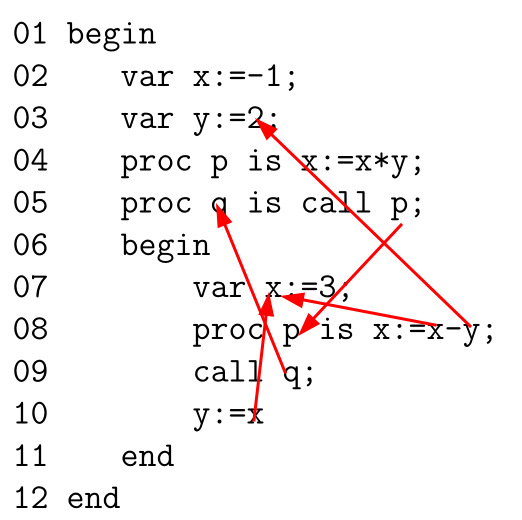 01 begin
02 var x:=-1;
03 var y:=2;
04 proc p is x:=x*y;
05 proc q is call p;
06 begin
07 var x:=3;
08 proc p is x:=x-y;
09 call q;
10 y:=x
11 end
12 end